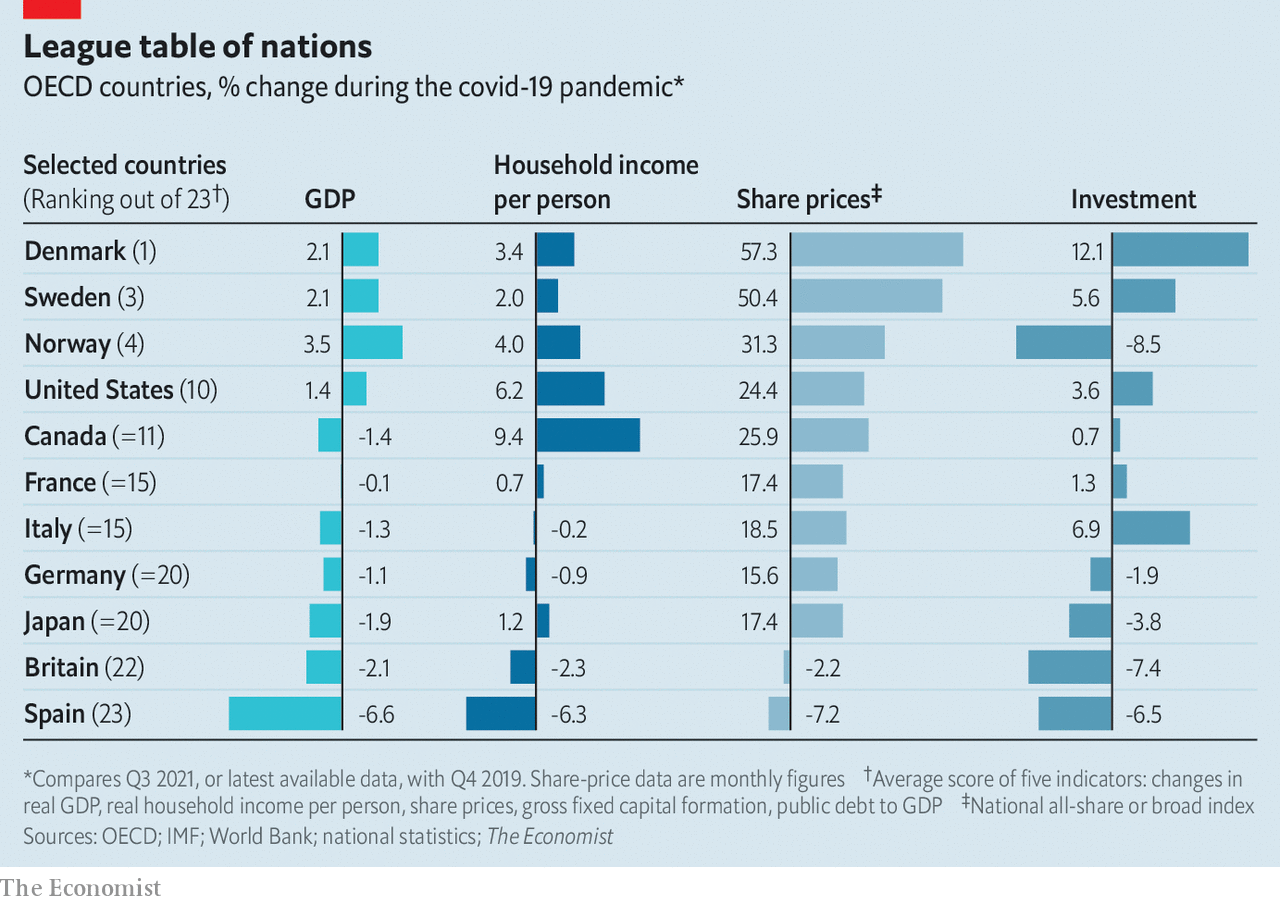 League table of nations
OECD countries, % change during the covid-19 pandemic*
Selected countries
(Ranking out of 23†)
GDP
Household income
per person
Share prices‡
Investment
Denmark (1) 2.1 3.4 57.3 12.1
Sweden (3) 2.1 2.0 50.4 5.6
Norway (4) 3.5 4.0 31.3 -8.5
United States (10) 1.4 6.2 24.4 3.6
Canada (=11) -1.4 9.4 25.9 0.7
France (=15) -0.1 0.7 17.4 1.3
Italy (=15) -1.3 -0.2 18.5 6.9
Germany (=20) -1.1 -0.9 15.6 -1.9
Japan (=20) -1.9 1.2 17.4 -3.8
Britain (22) -2.1 -2.3 -2.2 -7.4
Spain (23) -6.6 -6.3 -7.2 -6.5
*Compares Q3 2021, or latest available data, with Q4 2019. Share-price data are monthly figures †Average score of five indicators: changes in
real GDP, real household income per person, share prices, gross fixed capital formation, public debt to GDP ‡National all-share or broad index
Sources: OECD; IMF; World Bank; national statistics; The Economist
The Economist